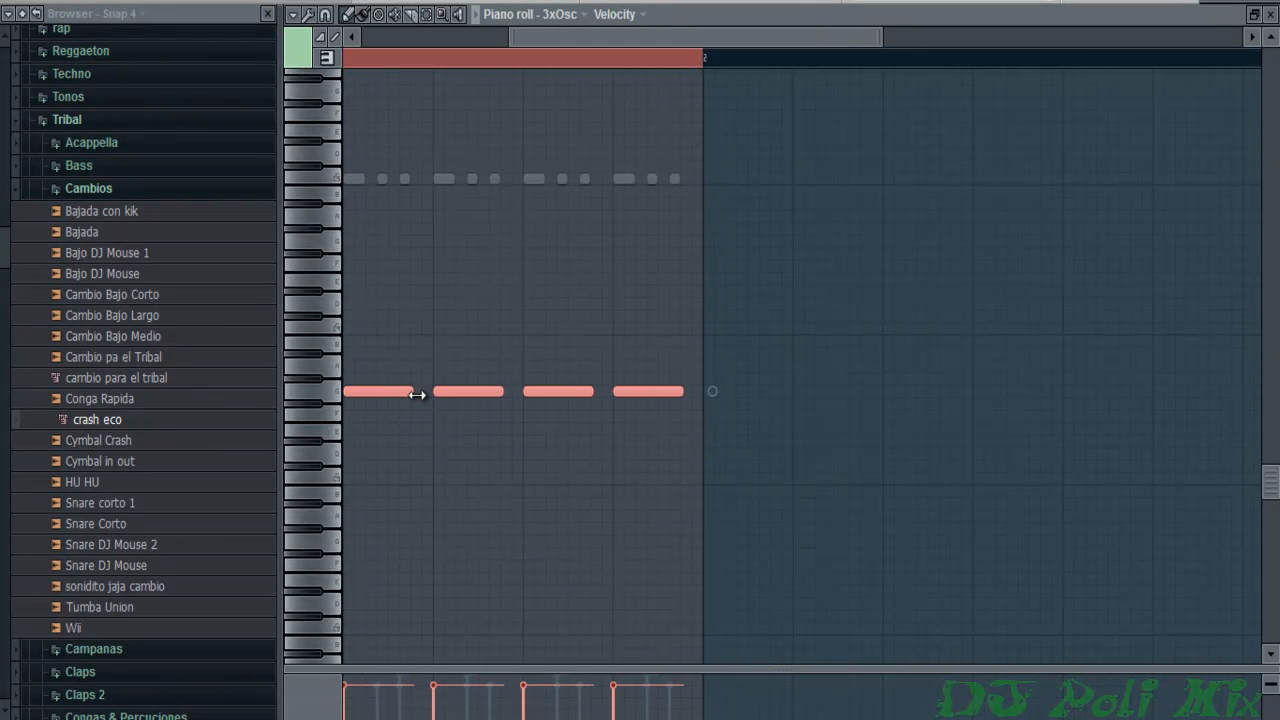 Browser - Snap 4
Piano roll - 3xOsc
Velocity
rap
Reggaeton
Techno
Tonos
Tribal
Acappella
Bass
Cambios
Bajada con kik
Bajada
Bajo DJ Mouse 1
Bajo DJ Mouse
Cambio Bajo Corto
Cambio Bajo Largo
Cambio Bajo Medio
Cambio pa el Tribal
cambio para el tribal
Conga Rapida
crash eco
Cymbal Crash
Cymbal in out
HU HU
Snare corto 1
Snare Corto
Snare DJ Mouse 2
Snare DJ Mouse
sonidito jaja cambio
Tumba Union
Wii
Campanas
Claps
Claps 2
Congas & Percuciones
2
DJ Poli Mix